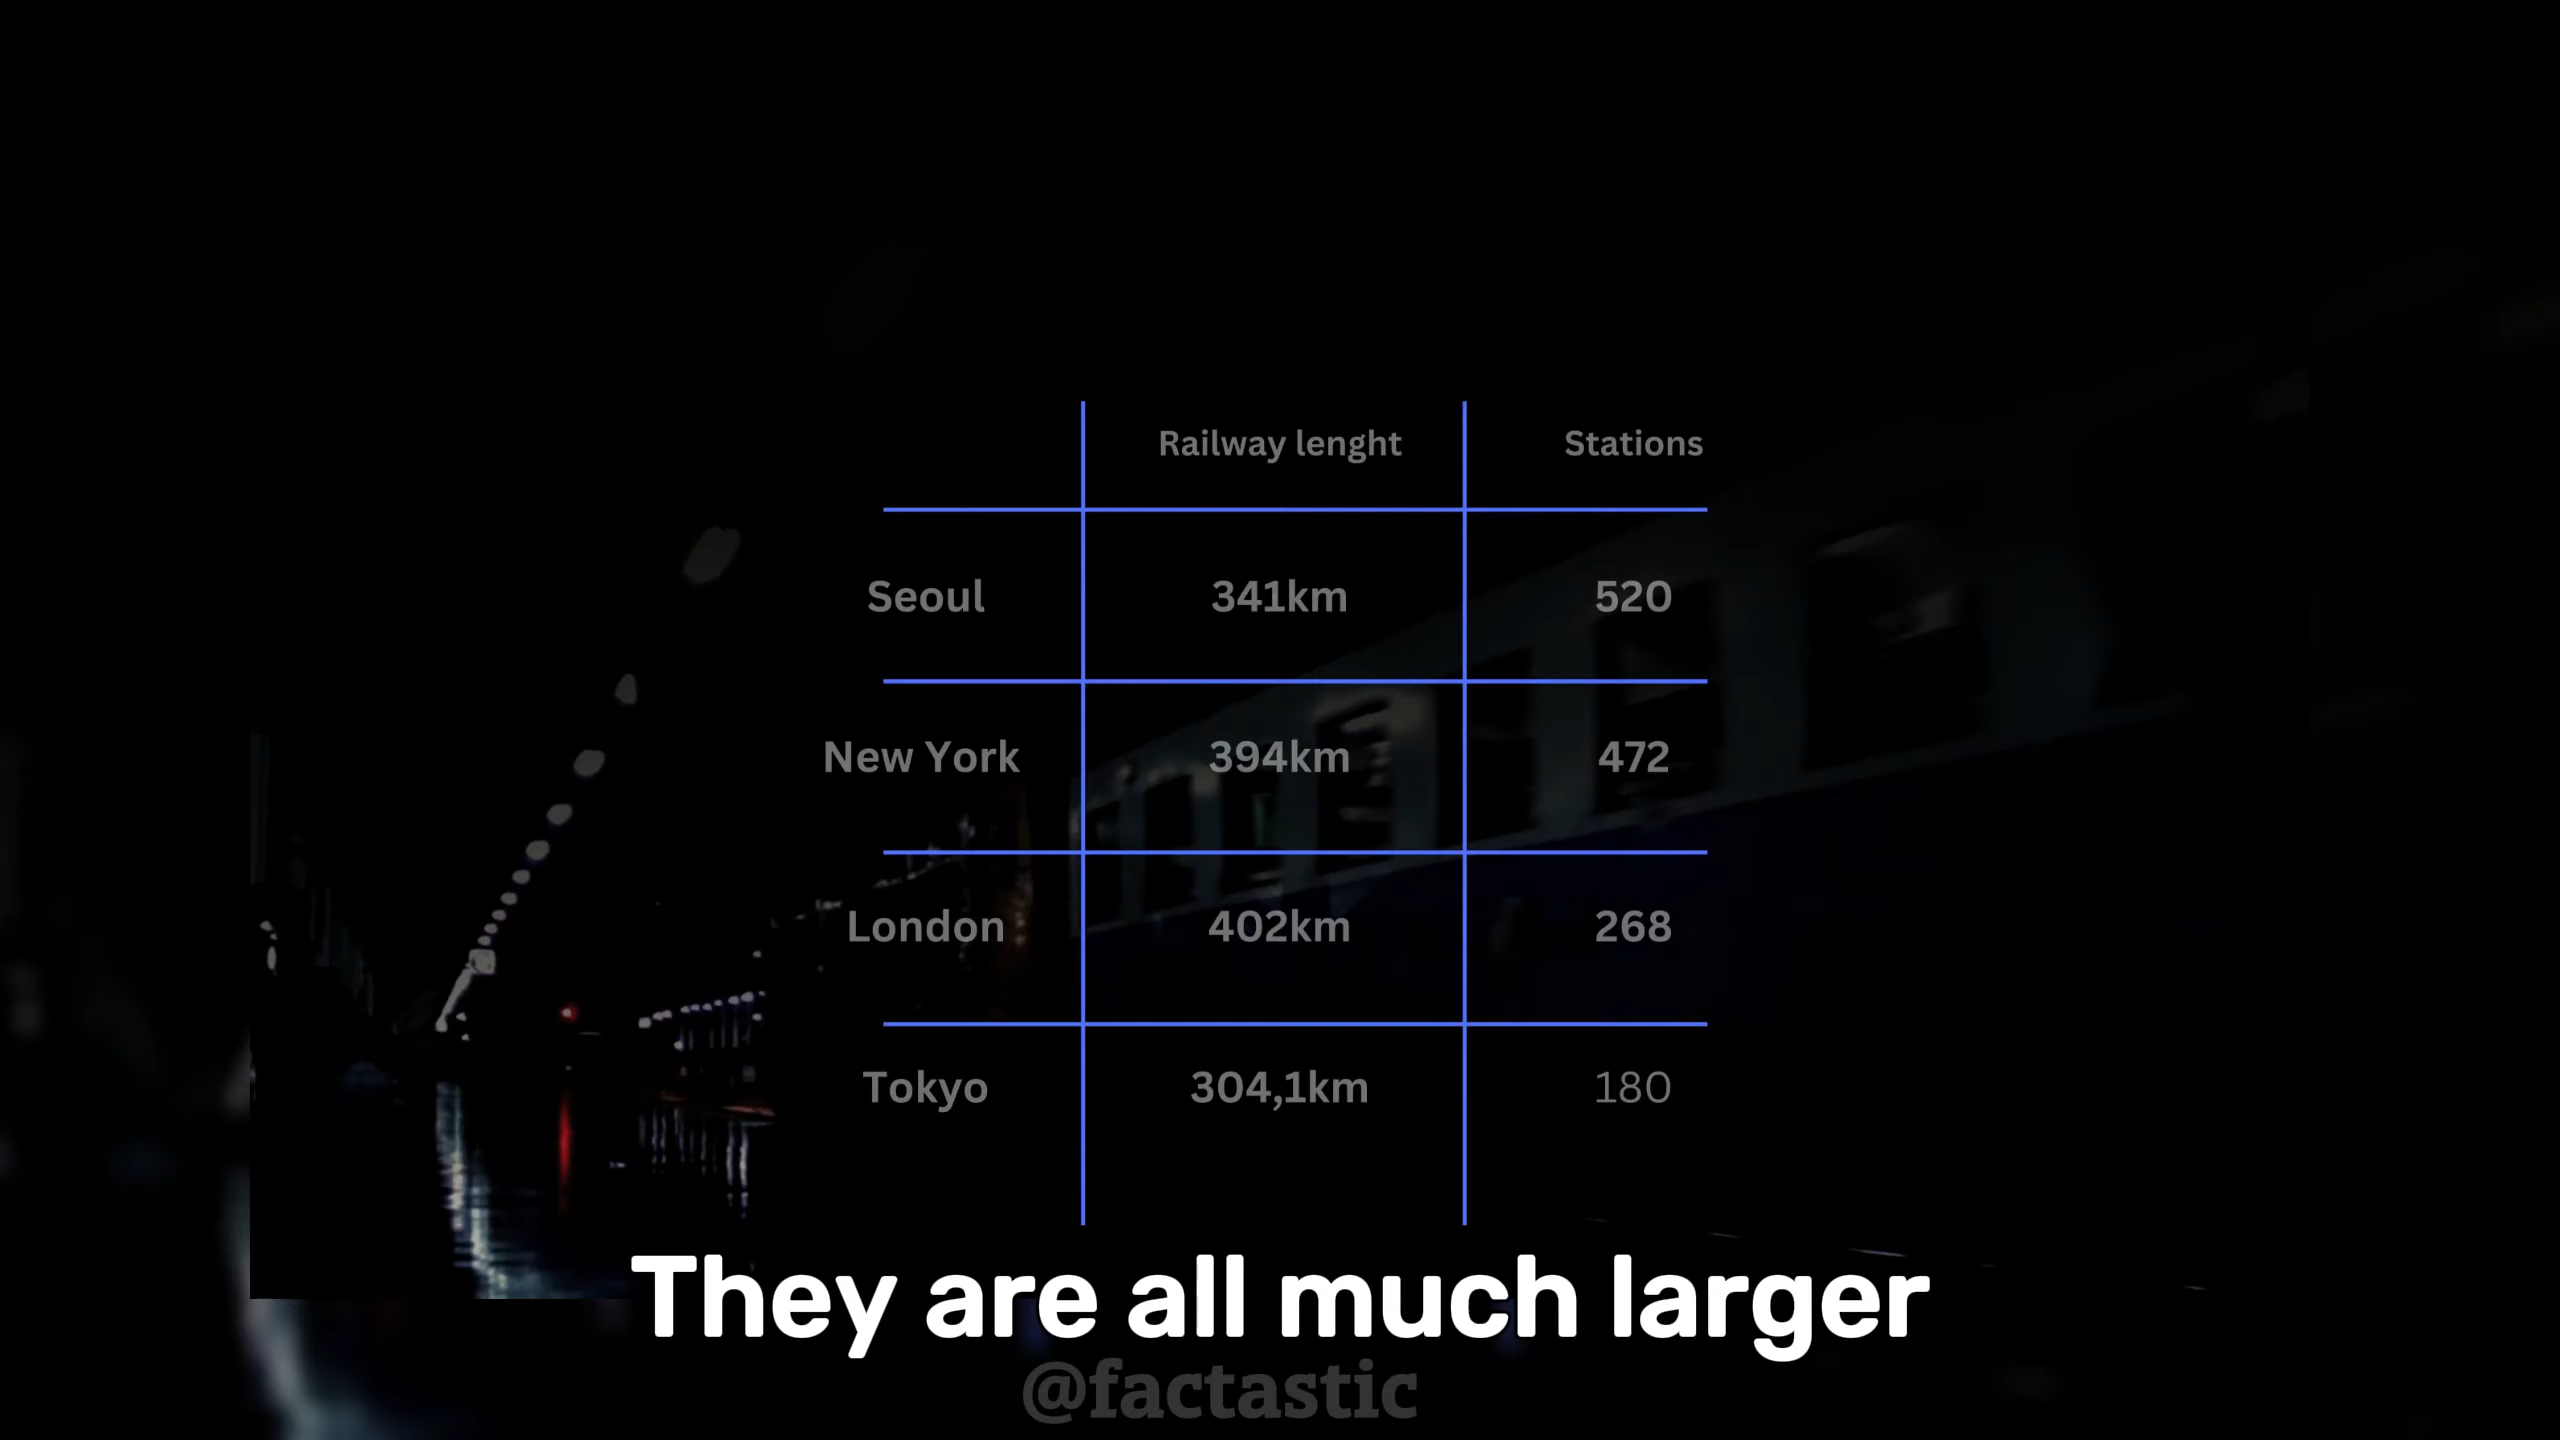 Railway lenght Stations
Seoul 341km 520
New York 394km 472
London 402km 268
Tokyo 304,1km 180
They are all much larger
@factastic